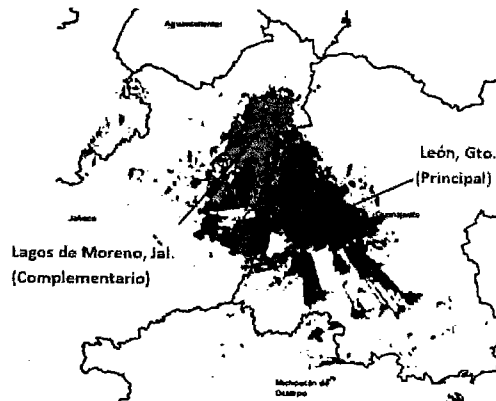 Aguascalientes
León, Gto.
(Principal)
Guanajuato
Jalisco
Lagos de Moreno, Jal.
(Complementario)
Michoacán de
Ocampo